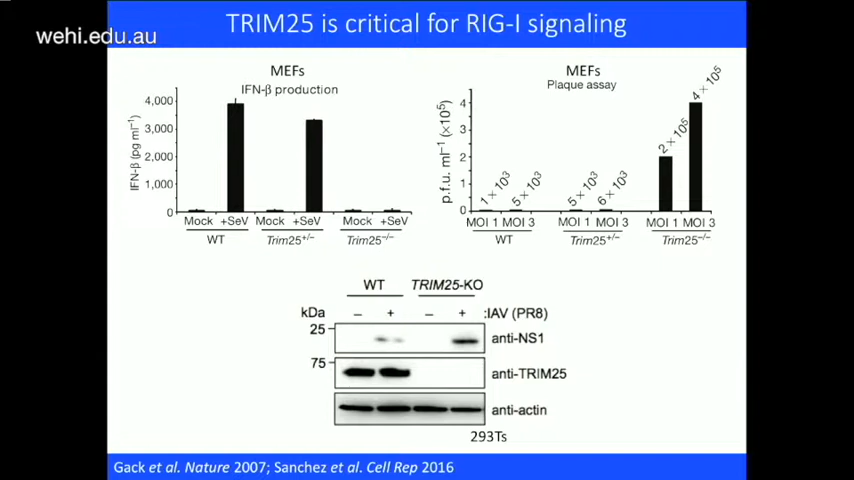 TRIM25 is critical for RIG-I signaling
wehi.edu.au
MEFs
IFN-β production
IFN-β (pg ml⁻¹)
4,000
3,000
2,000
1,000
0
Mock +SeV Mock +SeV Mock +SeV
WT Trim25⁺/⁻ Trim25⁻/⁻
MEFs
Plaque assay
p.f.u. ml⁻¹ (×10⁵)
4
3
2
1
0
1 × 10³ 5 × 10³ 5 × 10³ 6 × 10³ 2 × 10⁵ 4 × 10⁵
MOI 1 MOI 3 MOI 1 MOI 3 MOI 1 MOI 3
WT Trim25⁺/⁻ Trim25⁻/⁻
WT TRIM25-KO
kDa – + – + :IAV (PR8)
25 anti-NS1
75 anti-TRIM25
anti-actin
293Ts
Gack et al. Nature 2007; Sanchez et al. Cell Rep 2016